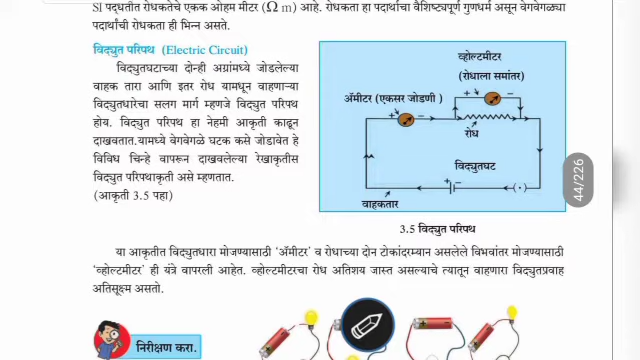 SI पद्धतीत रोधकतेचे एकक ओहम मीटर (Ω m) आहे. रोधकता हा पदार्थाचा वैशिष्ट्यपूर्ण गुणधर्म असून वेगवेगळ्या
पदार्थांची रोधकता ही भिन्न असते.
विद्युत परिपथ (Electric Circuit)
विद्युतघटाच्या दोन्ही अग्रांमध्ये जोडलेल्या
वाहक तारा आणि इतर रोध यामधून वाहणाऱ्या
विद्युतधारेचा सलग मार्ग म्हणजे विद्युत परिपथ
होय. विद्युत परिपथ हा नेहमी आकृती काढून
दाखवतात. यामध्ये वेगवेगळे घटक कसे जोडावेत हे
विविध चिन्हे वापरून दाखवलेल्या रेखाकृतीस
विद्युत परिपथाकृती असे म्हणतात.
(आकृती 3.5 पहा)
व्होल्टमीटर
(रोधाला समांतर)
ॲमीटर (एकसर जोडणी)
+ −
+ −
रोध
विद्युतघट
+ −
वाहकतार
3.5 विद्युत परिपथ
44/226
या आकृतीत विद्युतधारा मोजण्यासाठी 'ॲमीटर' व रोधाच्या दोन टोकांदरम्यान असलेले विभवांतर मोजण्यासाठी
'व्होल्टमीटर' ही यंत्रे वापरली आहेत. व्होल्टमीटरचा रोध अतिशय जास्त असल्याचे त्यातून वाहणारा विद्युतप्रवाह
अतिसूक्ष्म असतो.
निरीक्षण करा.